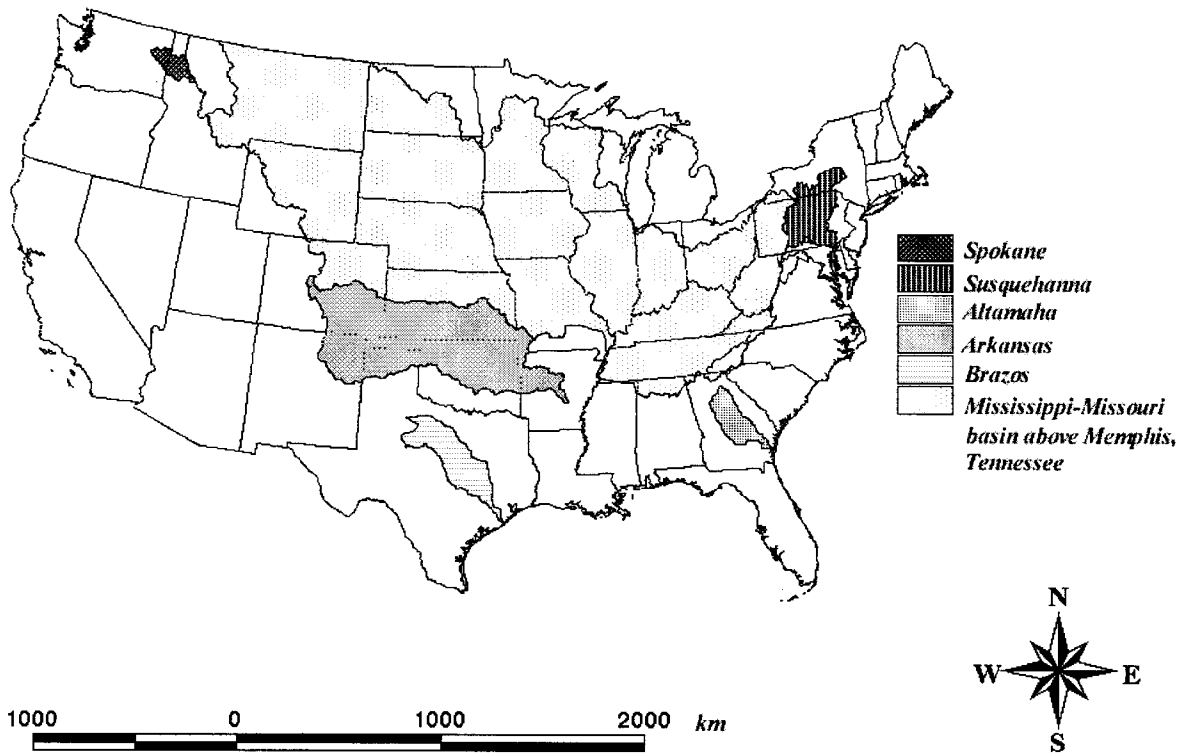 Spokane
Susquehanna
Altamaha
Arkansas
Brazos
Mississippi-Missouri
basin above Memphis,
Tennessee
N
W E
S
1000 0 1000 2000 km